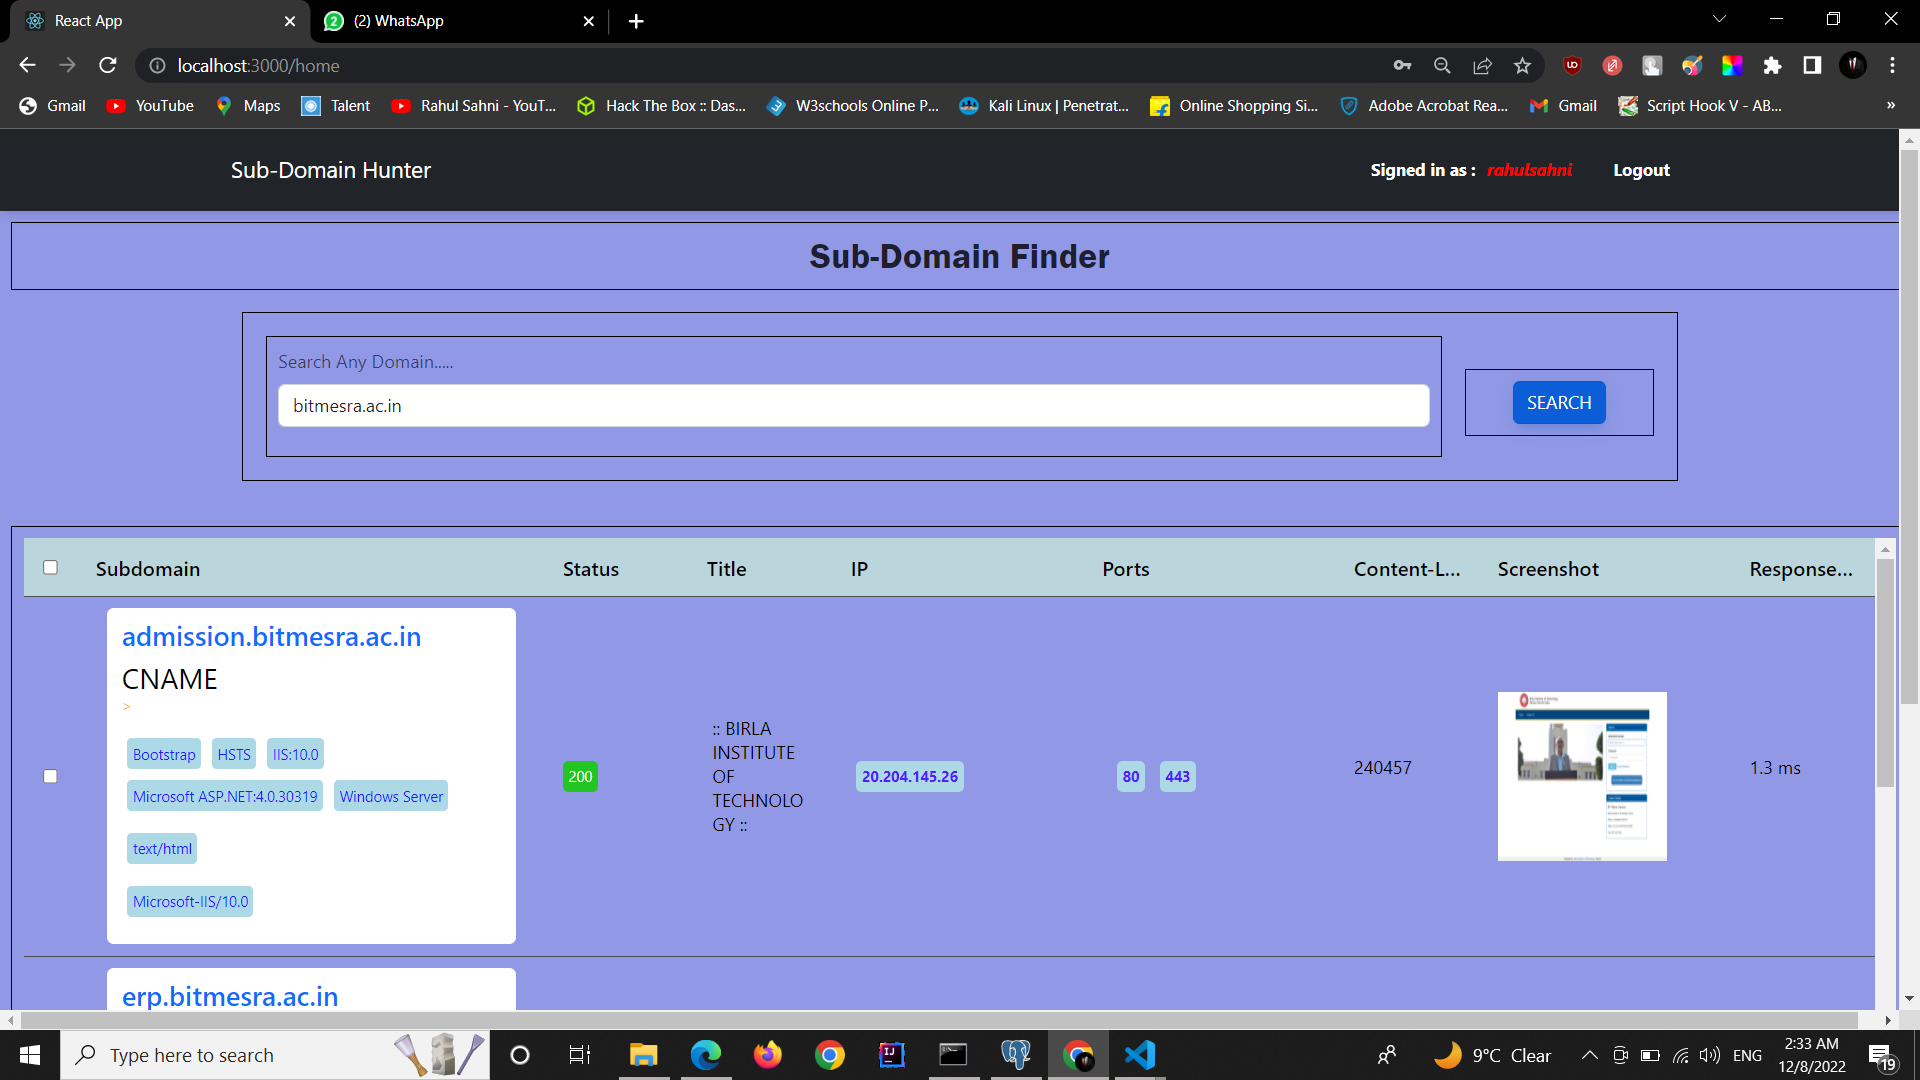 React App
(2) WhatsApp
localhost:3000/home
Gmail
YouTube
Maps
Talent
Rahul Sahni - YouT...
Hack The Box :: Das...
W3schools Online P...
Kali Linux | Penetrat...
Online Shopping Si...
Adobe Acrobat Rea...
Gmail
Script Hook V - AB...
»
Sub-Domain Hunter
Signed in as : rahulsahni
Logout
Sub-Domain Finder
Search Any Domain.....
bitmesra.ac.in
SEARCH
Subdomain Status Title IP Ports Content-L... Screenshot Response...
admission.bitmesra.ac.in
CNAME
>
Bootstrap HSTS IIS:10.0
Microsoft ASP.NET:4.0.30319 Windows Server
text/html
Microsoft-IIS/10.0
200
:: BIRLA
INSTITUTE
OF
TECHNOLO
GY ::
20.204.145.26
80 443
240457
1.3 ms
erp.bitmesra.ac.in
Type here to search
9°C Clear
ENG
2:33 AM
12/8/2022
19